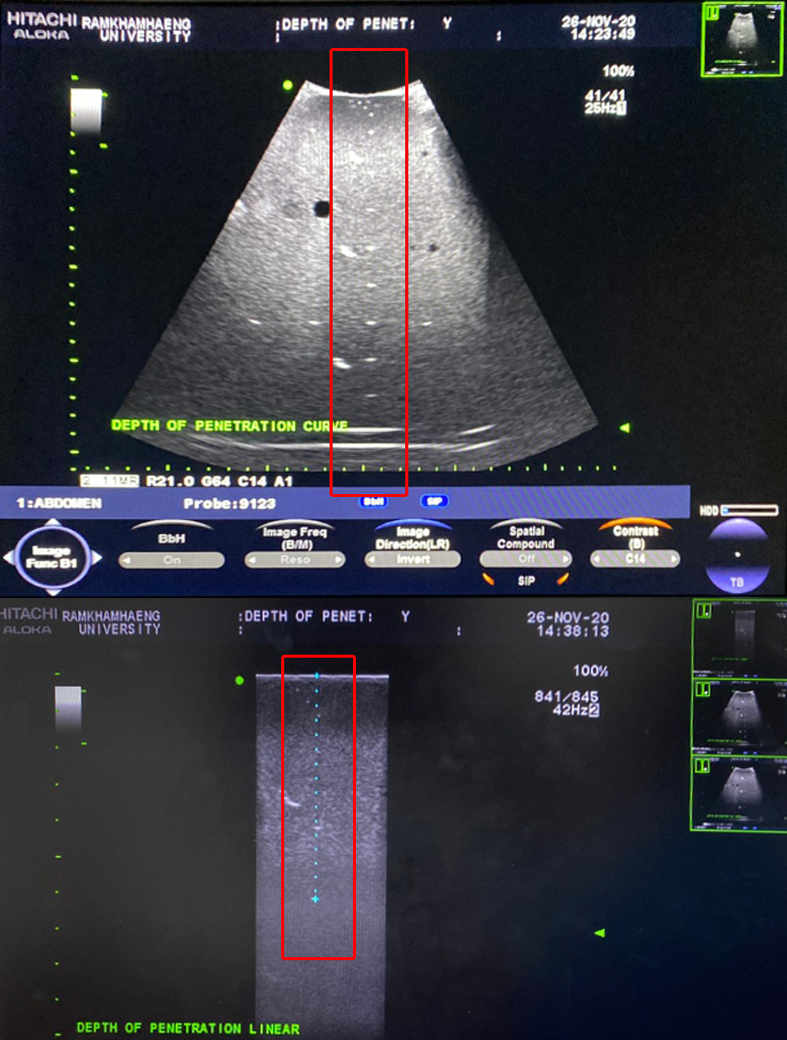 HITACHI RAMKHAMHAENG :DEPTH OF PENET: Y 26-NOV-20
ALOKA UNIVERSITY : : 14:23:49
100%
41/41
25Hz1
DEPTH OF PENETRATION CURVE
R21.0 G64 C14 A1
1:ABDOMEN Probe:9123 BbH SIP HDD
Image Func B1
BbH
On
Image Freq (B/M)
Reso
Image Direction(LR)
Invert
Spatial Compound
Off
SIP
Contrast (B)
C14
TB
HITACHI RAMKHAMHAENG :DEPTH OF PENET: Y 26-NOV-20
ALOKA UNIVERSITY : : 14:38:13
100%
841/845
42Hz2
DEPTH OF PENETRATION LINEAR